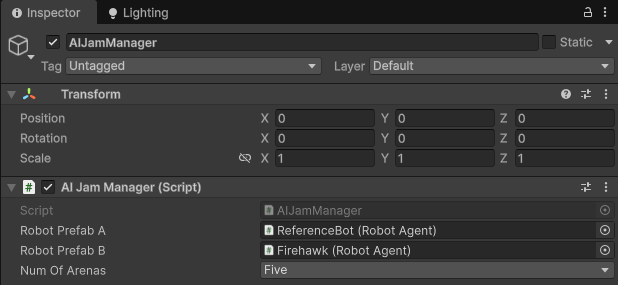 Inspector Lighting
AIJamManager Static
Tag Untagged Layer Default
Transform
Position X 0 Y 0 Z 0
Rotation X 0 Y 0 Z 0
Scale X 1 Y 1 Z 1
# AI Jam Manager (Script)
Script # AIJamManager
Robot Prefab A # ReferenceBot (Robot Agent)
Robot Prefab B # Firehawk (Robot Agent)
Num Of Arenas Five